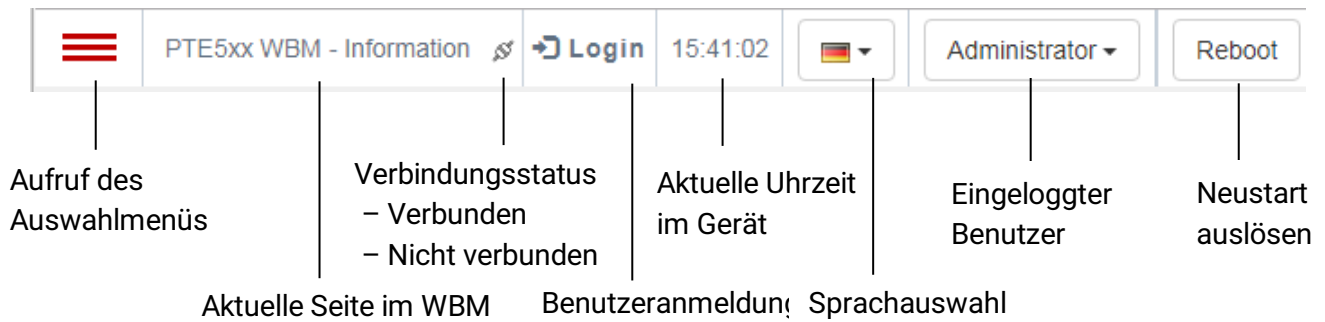 PTE5xx WBM - Information
Login
15:41:02
Administrator
Reboot
Aufruf des
Auswahlmenüs
Verbindungsstatus
– Verbunden
– Nicht verbunden
Aktuelle Uhrzeit
im Gerät
Eingeloggter
Benutzer
Neustart
auslösen
Aktuelle Seite im WBM
Benutzeranmeldung
Sprachauswahl